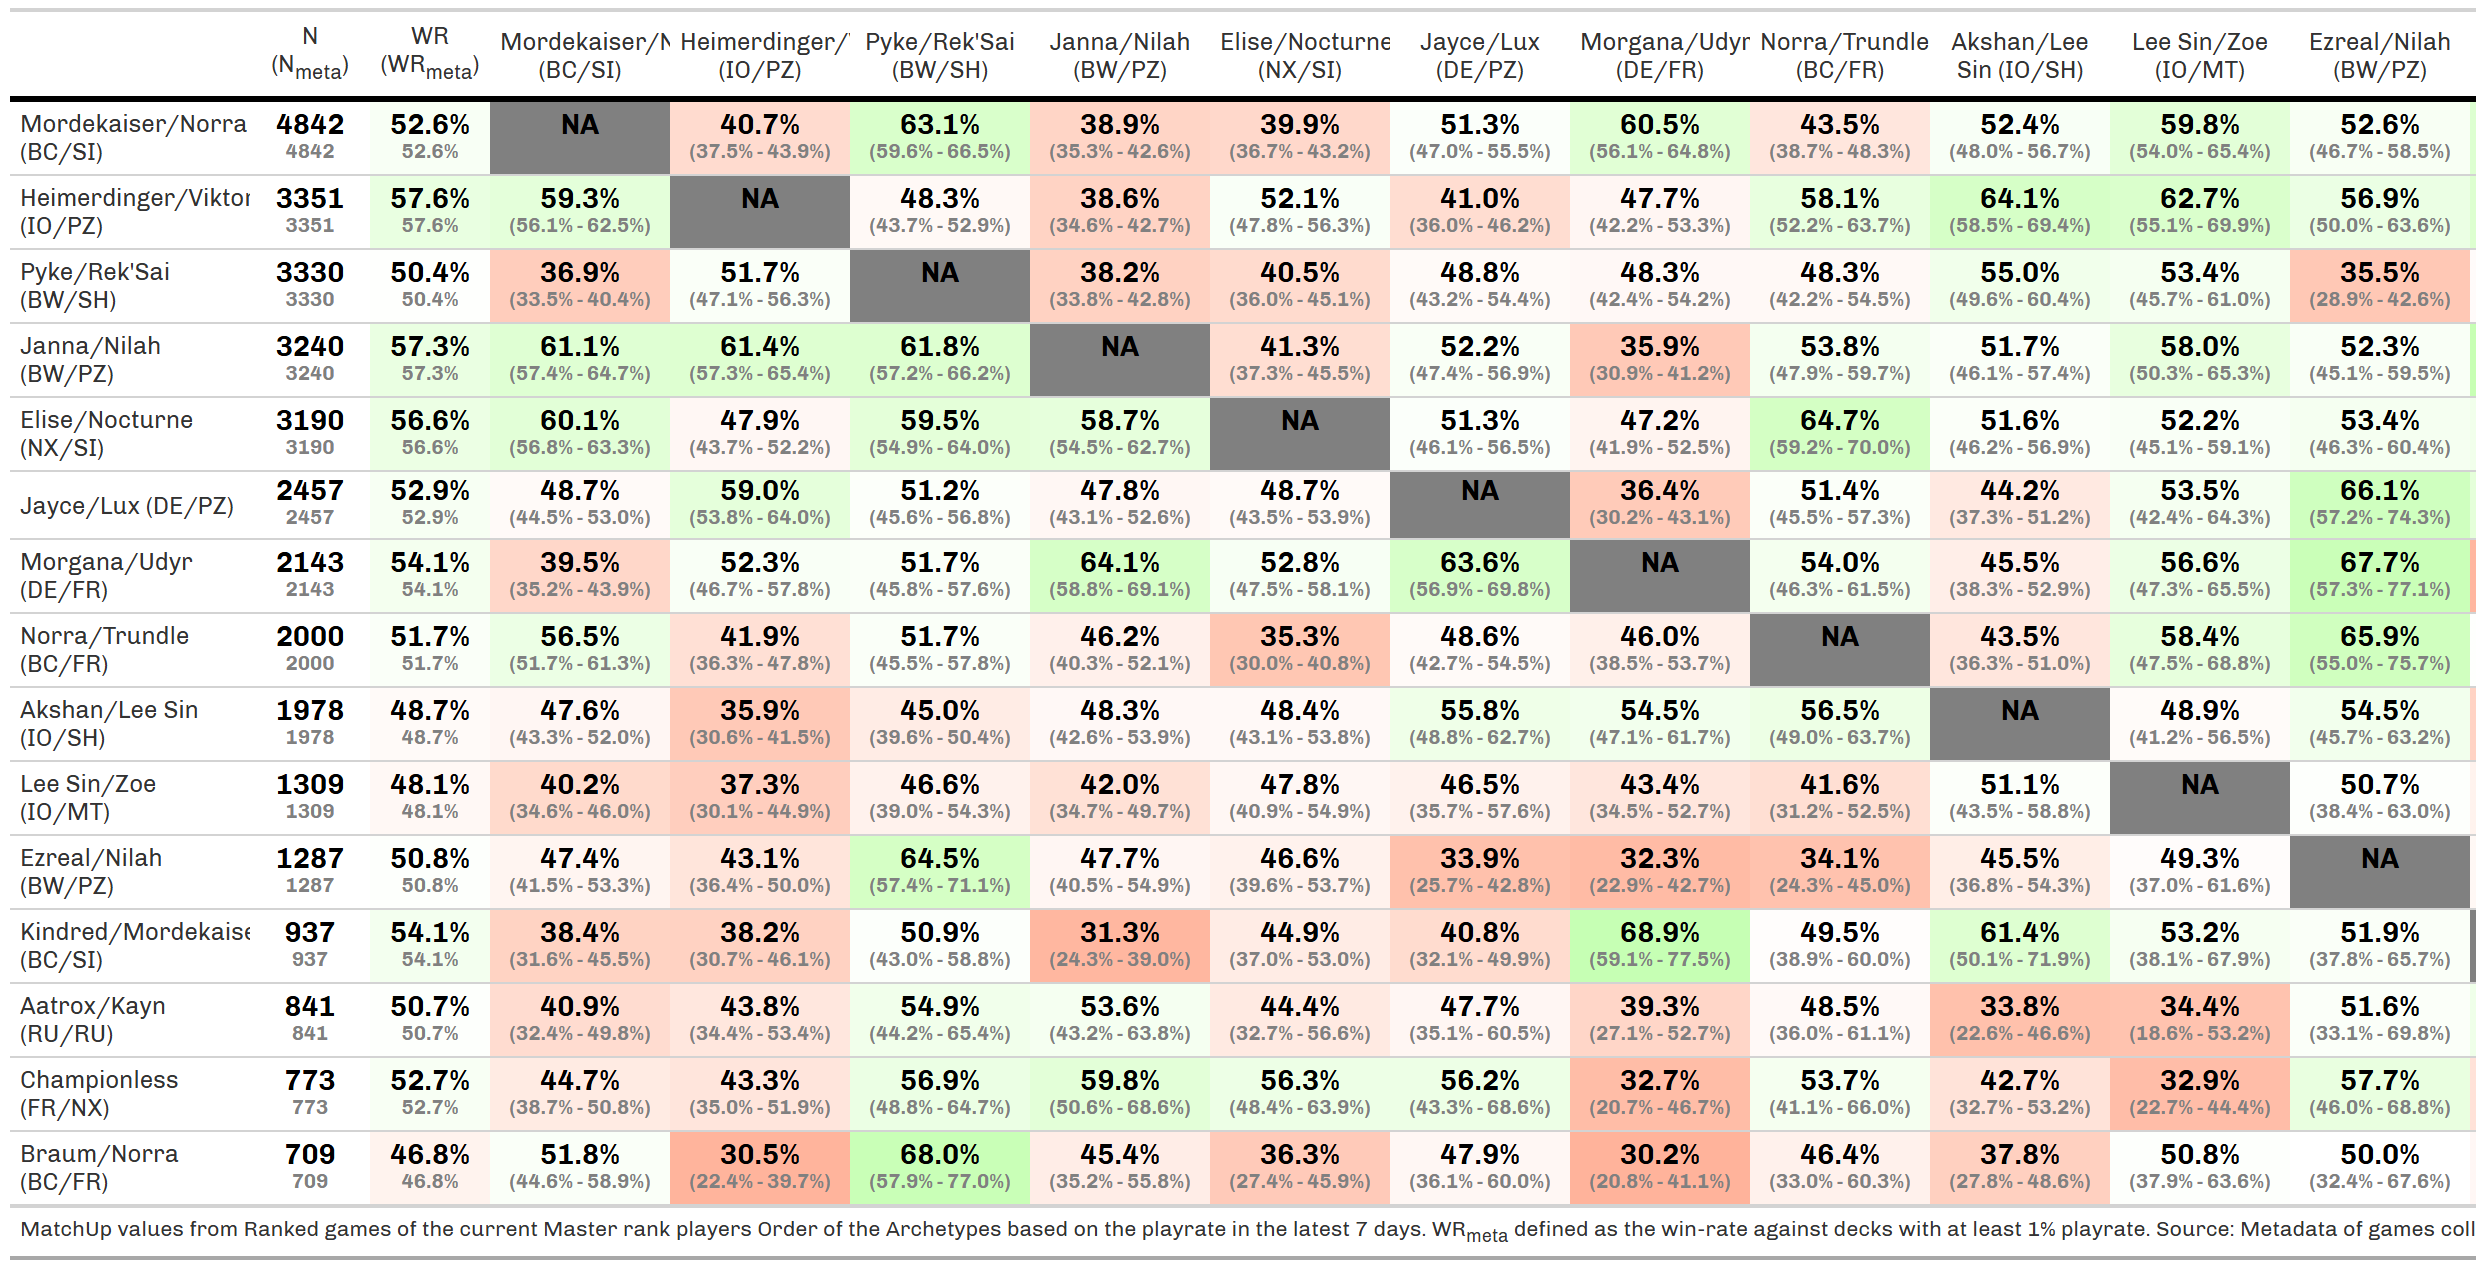 N WR Mordekaiser/N Heimerdinger/ Pyke/Rek'Sai Janna/Nilah Elise/Nocturne Jayce/Lux Morgana/Udyr Norra/Trundle Akshan/Lee Lee Sin/Zoe Ezreal/Nilah
(Nmeta) (WRmeta) (BC/SI) (IO/PZ) (BW/SH) (BW/PZ) (NX/SI) (DE/PZ) (DE/FR) (BC/FR) Sin (IO/SH) (IO/MT) (BW/PZ)
Mordekaiser/Norra 4842 52.6% NA 40.7% 63.1% 38.9% 39.9% 51.3% 60.5% 43.5% 52.4% 59.8% 52.6%
(BC/SI) 4842 52.6% (37.5% - 43.9%) (59.6% - 66.5%) (35.3% - 42.6%) (36.7% - 43.2%) (47.0% - 55.5%) (56.1% - 64.8%) (38.7% - 48.3%) (48.0% - 56.7%) (54.0% - 65.4%) (46.7% - 58.5%)
Heimerdinger/Viktor 3351 57.6% 59.3% NA 48.3% 38.6% 52.1% 41.0% 47.7% 58.1% 64.1% 62.7% 56.9%
(IO/PZ) 3351 57.6% (56.1% - 62.5%) (43.7% - 52.9%) (34.6% - 42.7%) (47.8% - 56.3%) (36.0% - 46.2%) (42.2% - 53.3%) (52.2% - 63.7%) (58.5% - 69.4%) (55.1% - 69.9%) (50.0% - 63.6%)
Pyke/Rek'Sai 3330 50.4% 36.9% 51.7% NA 38.2% 40.5% 48.8% 48.3% 48.3% 55.0% 53.4% 35.5%
(BW/SH) 3330 50.4% (33.5% - 40.4%) (47.1% - 56.3%) (33.8% - 42.8%) (36.0% - 45.1%) (43.2% - 54.4%) (42.4% - 54.2%) (42.2% - 54.5%) (49.6% - 60.4%) (45.7% - 61.0%) (28.9% - 42.6%)
Janna/Nilah 3240 57.3% 61.1% 61.4% 61.8% NA 41.3% 52.2% 35.9% 53.8% 51.7% 58.0% 52.3%
(BW/PZ) 3240 57.3% (57.4% - 64.7%) (57.3% - 65.4%) (57.2% - 66.2%) (37.3% - 45.5%) (47.4% - 56.9%) (30.9% - 41.2%) (47.9% - 59.7%) (46.1% - 57.4%) (50.3% - 65.3%) (45.1% - 59.5%)
Elise/Nocturne 3190 56.6% 60.1% 47.9% 59.5% 58.7% NA 51.3% 47.2% 64.7% 51.6% 52.2% 53.4%
(NX/SI) 3190 56.6% (56.8% - 63.3%) (43.7% - 52.2%) (54.9% - 64.0%) (54.5% - 62.7%) (46.1% - 56.5%) (41.9% - 52.5%) (59.2% - 70.0%) (46.2% - 56.9%) (45.1% - 59.1%) (46.3% - 60.4%)
Jayce/Lux (DE/PZ) 2457 52.9% 48.7% 59.0% 51.2% 47.8% 48.7% NA 36.4% 51.4% 44.2% 53.5% 66.1%
2457 52.9% (44.5% - 53.0%) (53.8% - 64.0%) (45.6% - 56.8%) (43.1% - 52.6%) (43.5% - 53.9%) (30.2% - 43.1%) (45.5% - 57.3%) (37.3% - 51.2%) (42.4% - 64.3%) (57.2% - 74.3%)
Morgana/Udyr 2143 54.1% 39.5% 52.3% 51.7% 64.1% 52.8% 63.6% NA 54.0% 45.5% 56.6% 67.7%
(DE/FR) 2143 54.1% (35.2% - 43.9%) (46.7% - 57.8%) (45.8% - 57.6%) (58.8% - 69.1%) (47.5% - 58.1%) (56.9% - 69.8%) (46.3% - 61.5%) (38.3% - 52.9%) (47.3% - 65.5%) (57.3% - 77.1%)
Norra/Trundle 2000 51.7% 56.5% 41.9% 51.7% 46.2% 35.3% 48.6% 46.0% NA 43.5% 58.4% 65.9%
(BC/FR) 2000 51.7% (51.7% - 61.3%) (36.3% - 47.8%) (45.5% - 57.8%) (40.3% - 52.1%) (30.0% - 40.8%) (42.7% - 54.5%) (38.5% - 53.7%) (36.3% - 51.0%) (47.5% - 68.8%) (55.0% - 75.7%)
Akshan/Lee Sin 1978 48.7% 47.6% 35.9% 45.0% 48.3% 48.4% 55.8% 54.5% 56.5% NA 48.9% 54.5%
(IO/SH) 1978 48.7% (43.3% - 52.0%) (30.6% - 41.5%) (39.6% - 50.4%) (42.6% - 53.9%) (43.1% - 53.8%) (48.8% - 62.7%) (47.1% - 61.7%) (49.0% - 63.7%) (41.2% - 56.5%) (45.7% - 63.2%)
Lee Sin/Zoe 1309 48.1% 40.2% 37.3% 46.6% 42.0% 47.8% 46.5% 43.4% 41.6% 51.1% NA 50.7%
(IO/MT) 1309 48.1% (34.6% - 46.0%) (30.1% - 44.9%) (39.0% - 54.3%) (34.7% - 49.7%) (40.9% - 54.9%) (35.7% - 57.6%) (34.5% - 52.7%) (31.2% - 52.5%) (43.5% - 58.8%) (38.4% - 63.0%)
Ezreal/Nilah 1287 50.8% 47.4% 43.1% 64.5% 47.7% 46.6% 33.9% 32.3% 34.1% 45.5% 49.3% NA
(BW/PZ) 1287 50.8% (41.5% - 53.3%) (36.4% - 50.0%) (57.4% - 71.1%) (40.5% - 54.9%) (39.6% - 53.7%) (25.7% - 42.8%) (22.9% - 42.7%) (24.3% - 45.0%) (36.8% - 54.3%) (37.0% - 61.6%)
Kindred/Mordekaise 937 54.1% 38.4% 38.2% 50.9% 31.3% 44.9% 40.8% 68.9% 49.5% 61.4% 53.2% 51.9%
(BC/SI) 937 54.1% (31.6% - 45.5%) (30.7% - 46.1%) (43.0% - 58.8%) (24.3% - 39.0%) (37.0% - 53.0%) (32.1% - 49.9%) (59.1% - 77.5%) (38.9% - 60.0%) (50.1% - 71.9%) (38.1% - 67.9%) (37.8% - 65.7%)
Aatrox/Kayn 841 50.7% 40.9% 43.8% 54.9% 53.6% 44.4% 47.7% 39.3% 48.5% 33.8% 34.4% 51.6%
(RU/RU) 841 50.7% (32.4% - 49.8%) (34.4% - 53.4%) (44.2% - 65.4%) (43.2% - 63.8%) (32.7% - 56.6%) (35.1% - 60.5%) (27.1% - 52.7%) (36.0% - 61.1%) (22.6% - 46.6%) (18.6% - 53.2%) (33.1% - 69.8%)
Championless 773 52.7% 44.7% 43.3% 56.9% 59.8% 56.3% 56.2% 32.7% 53.7% 42.7% 32.9% 57.7%
(FR/NX) 773 52.7% (38.7% - 50.8%) (35.0% - 51.9%) (48.8% - 64.7%) (50.6% - 68.6%) (48.4% - 63.9%) (43.3% - 68.6%) (20.7% - 46.7%) (41.1% - 66.0%) (32.7% - 53.2%) (22.7% - 44.4%) (46.0% - 68.8%)
Braum/Norra 709 46.8% 51.8% 30.5% 68.0% 45.4% 36.3% 47.9% 30.2% 46.4% 37.8% 50.8% 50.0%
(BC/FR) 709 46.8% (44.6% - 58.9%) (22.4% - 39.7%) (57.9% - 77.0%) (35.2% - 55.8%) (27.4% - 45.9%) (36.1% - 60.0%) (20.8% - 41.1%) (33.0% - 60.3%) (27.8% - 48.6%) (37.9% - 63.6%) (32.4% - 67.6%)
MatchUp values from Ranked games of the current Master rank players Order of the Archetypes based on the playrate in the latest 7 days. WRmeta defined as the win-rate against decks with at least 1% playrate. Source: Metadata of games coll